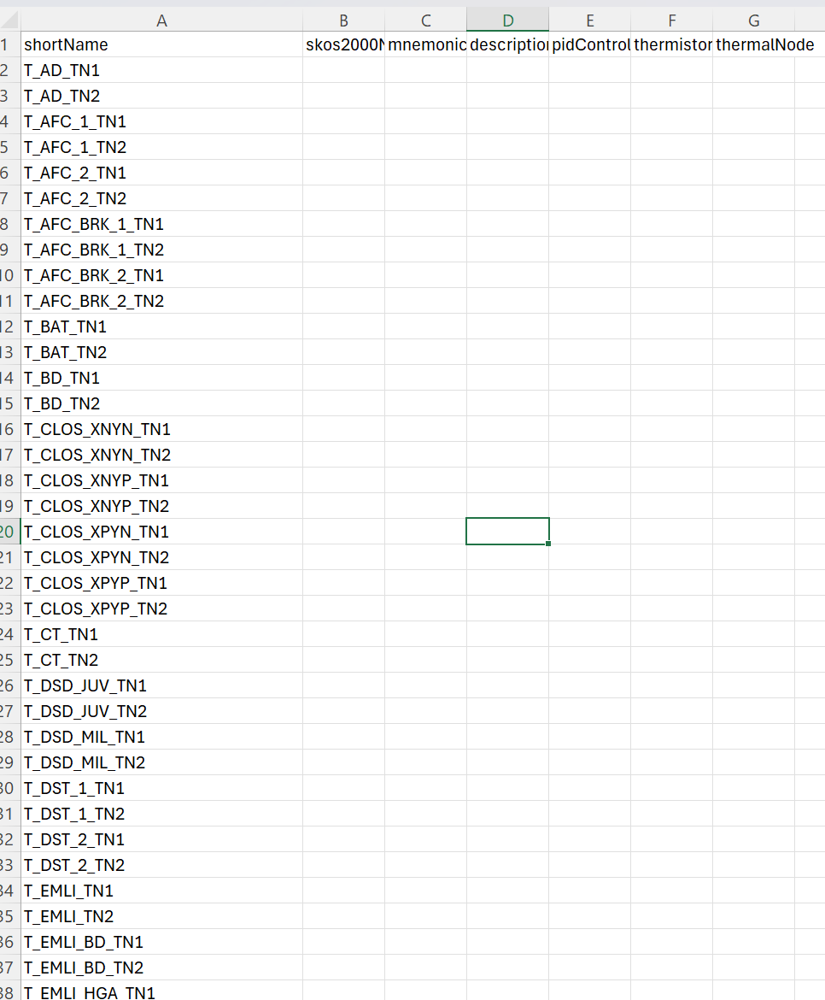 A B C D E F G
1 shortName skos2000N mnemonic description pidControl thermistor thermalNode
2 T_AD_TN1
3 T_AD_TN2
4 T_AFC_1_TN1
5 T_AFC_1_TN2
6 T_AFC_2_TN1
7 T_AFC_2_TN2
8 T_AFC_BRK_1_TN1
9 T_AFC_BRK_1_TN2
10 T_AFC_BRK_2_TN1
11 T_AFC_BRK_2_TN2
12 T_BAT_TN1
13 T_BAT_TN2
14 T_BD_TN1
15 T_BD_TN2
16 T_CLOS_XNYN_TN1
17 T_CLOS_XNYN_TN2
18 T_CLOS_XNYP_TN1
19 T_CLOS_XNYP_TN2
20 T_CLOS_XPYN_TN1
21 T_CLOS_XPYN_TN2
22 T_CLOS_XPYP_TN1
23 T_CLOS_XPYP_TN2
24 T_CT_TN1
25 T_CT_TN2
26 T_DSD_JUV_TN1
27 T_DSD_JUV_TN2
28 T_DSD_MIL_TN1
29 T_DSD_MIL_TN2
30 T_DST_1_TN1
31 T_DST_1_TN2
32 T_DST_2_TN1
33 T_DST_2_TN2
34 T_EMLI_TN1
35 T_EMLI_TN2
36 T_EMLI_BD_TN1
37 T_EMLI_BD_TN2
38 T_EMLI_HGA_TN1